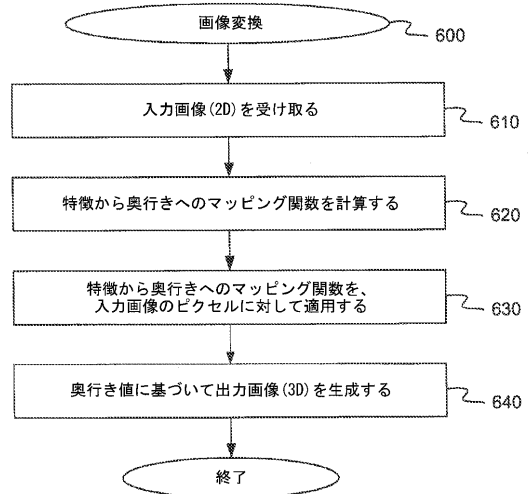 画像変換
600
入力画像(2D)を受け取る
610
特徴から奥行きへのマッピング関数を計算する
620
特徴から奥行きへのマッピング関数を、
入力画像のピクセルに対して適用する
630
奥行き値に基づいて出力画像(3D)を生成する
640
終了